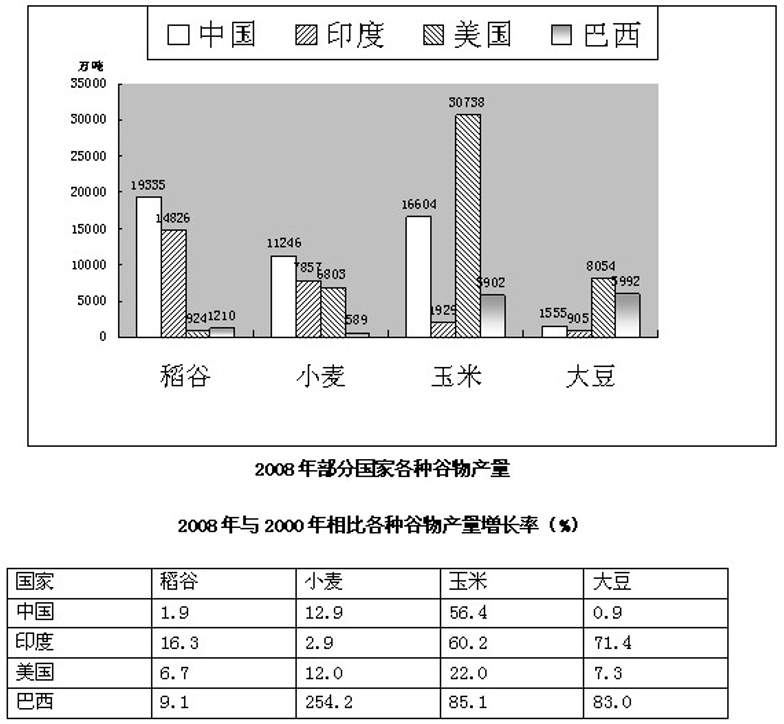 中国 印度 美国 巴西
万吨
35000
30000
25000
20000
15000
10000
5000
0
19335 14826 924 1210
11246 7857 6803 589
16604 1929 30738 5902
1555 905 8054 5992
稻谷 小麦 玉米 大豆
2008年部分国家各种谷物产量
2008年与2000年相比各种谷物产量增长率（%）
国家 稻谷 小麦 玉米 大豆
中国 1.9 12.9 56.4 0.9
印度 16.3 2.9 60.2 71.4
美国 6.7 12.0 22.0 7.3
巴西 9.1 254.2 85.1 83.0